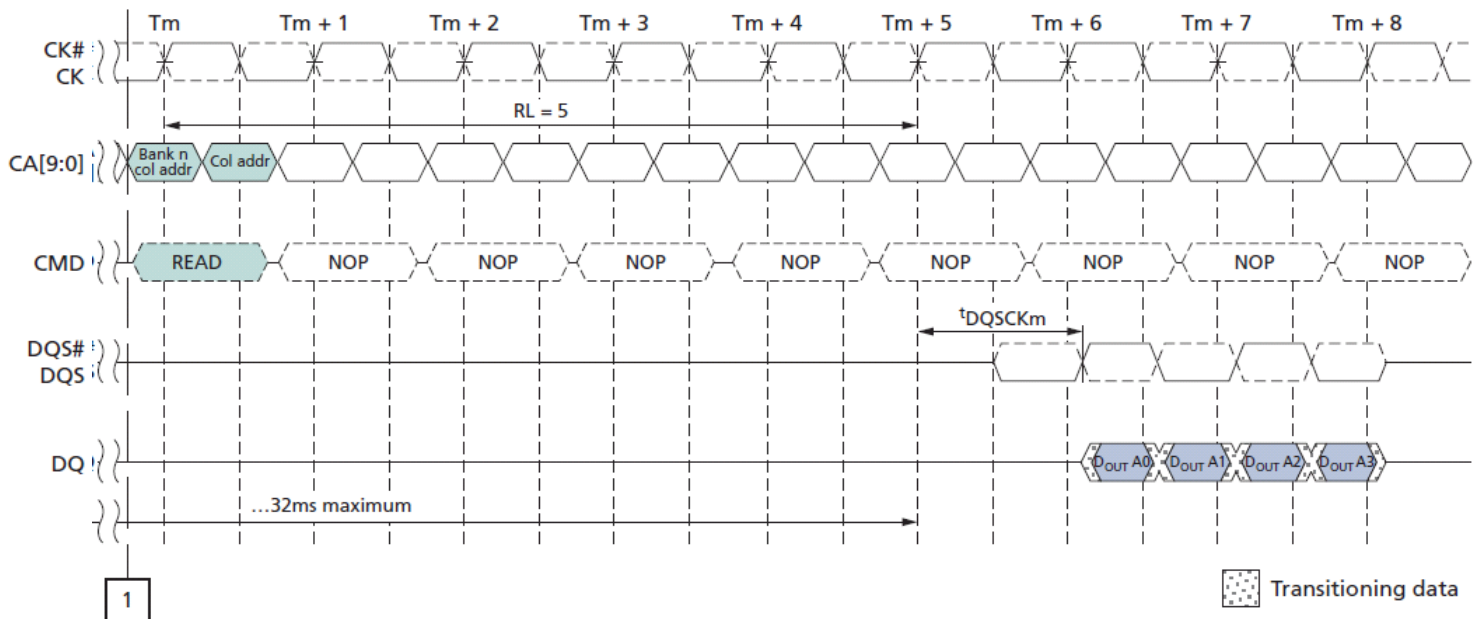 Tm Tm + 1 Tm + 2 Tm + 3 Tm + 4 Tm + 5 Tm + 6 Tm + 7 Tm + 8
CK#
CK
RL = 5
CA[9:0] Bank n col addr Col addr
CMD READ NOP NOP NOP NOP NOP NOP NOP NOP
tDQSCKm
DQS#
DQS
DQ DOUT A0 DOUT A1 DOUT A2 DOUT A3
...32ms maximum
1
Transitioning data